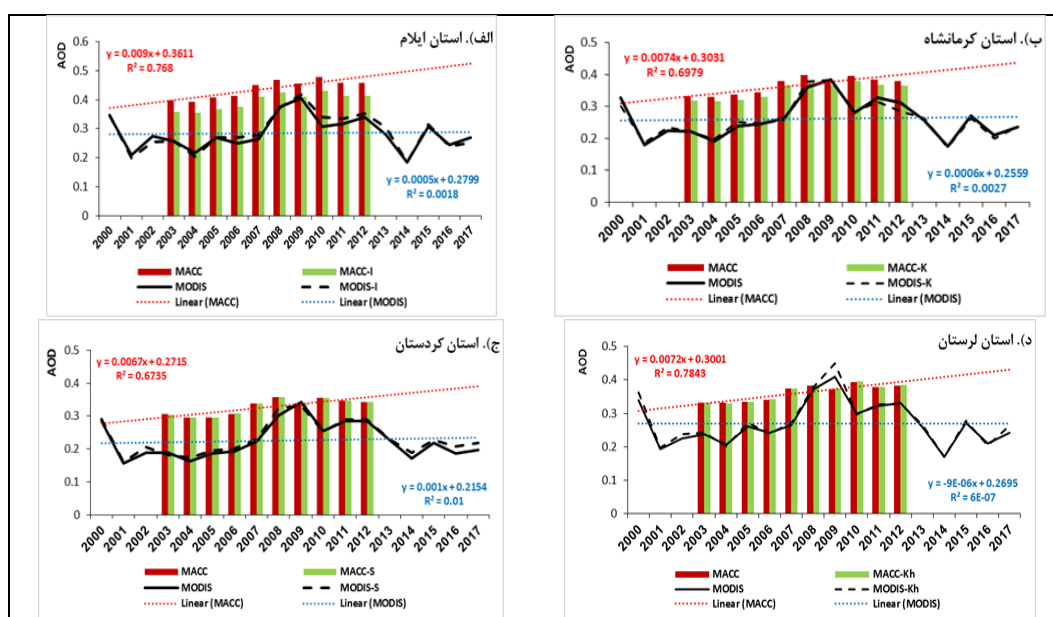 الف). استان ایلام
AOD
y = 0.009x + 0.3611
R² = 0.768
0.6
0.5
0.4
0.3
0.2
0.1
0
y = 0.0005x + 0.2799
R² = 0.0018
2000 2001 2002 2003 2004 2005 2006 2007 2008 2009 2010 2011 2012 2013 2014 2015 2016 2017
MACC MACC-I
MODIS MODIS-I
Linear (MACC) Linear (MODIS)
ب). استان کرمانشاه
AOD
y = 0.0074x + 0.3031
R² = 0.6979
0.5
0.4
0.3
0.2
0.1
0
y = 0.0006x + 0.2559
R² = 0.0027
2000 2001 2002 2003 2004 2005 2006 2007 2008 2009 2010 2011 2012 2013 2014 2015 2016 2017
MACC MACC-K
MODIS MODIS-K
Linear (MACC) Linear (MODIS)
ج). استان کردستان
AOD
y = 0.0067x + 0.2715
R² = 0.6735
0.5
0.4
0.3
0.2
0.1
0
y = 0.001x + 0.2154
R² = 0.01
2000 2001 2002 2003 2004 2005 2006 2007 2008 2009 2010 2011 2012 2013 2014 2015 2016 2017
MACC MACC-S
MODIS MODIS-S
Linear (MACC) Linear (MODIS)
د). استان لرستان
AOD
y = 0.0072x + 0.3001
R² = 0.7843
0.5
0.4
0.3
0.2
0.1
0
y = -9E-06x + 0.2695
R² = 6E-07
2000 2001 2002 2003 2004 2005 2006 2007 2008 2009 2010 2011 2012 2013 2014 2015 2016 2017
MACC MACC-Kh
MODIS MODIS-Kh
Linear (MACC) Linear (MODIS)